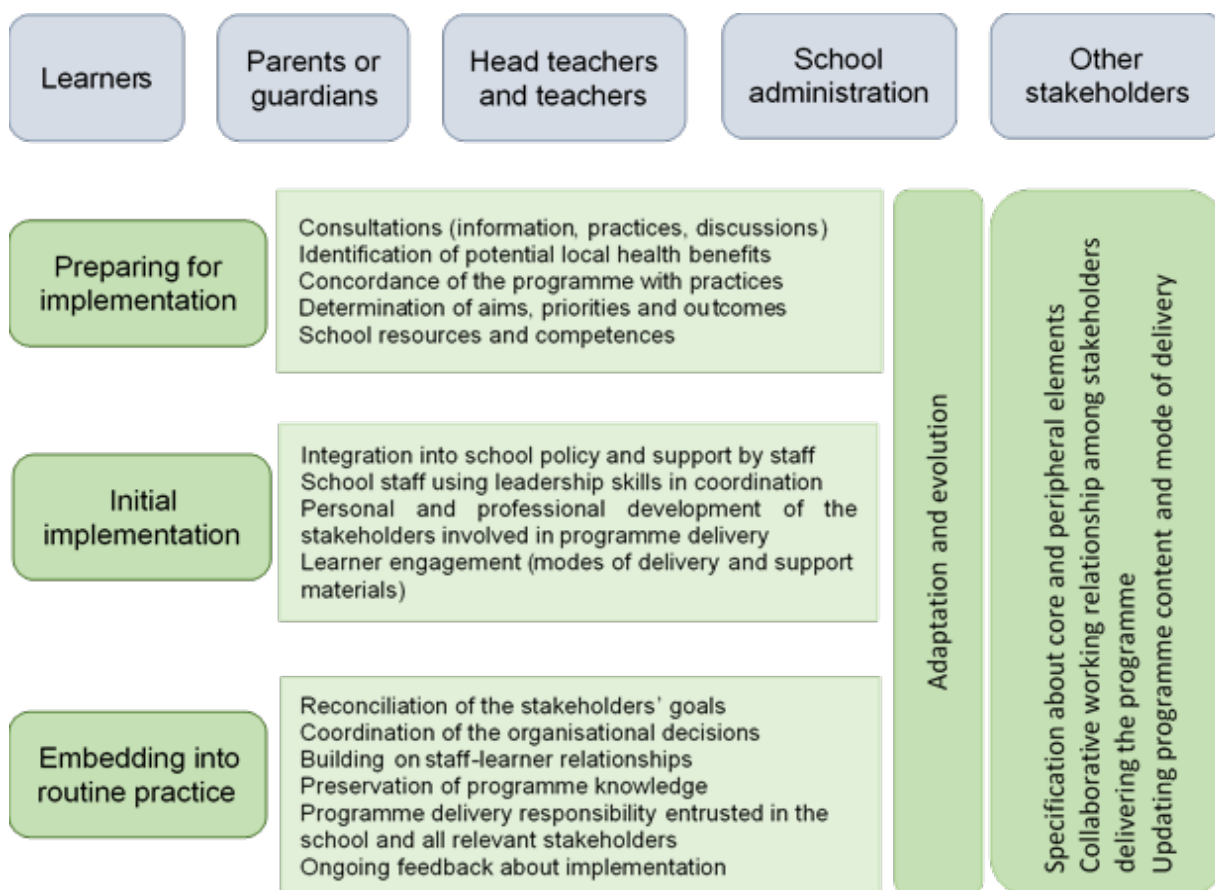 Learners
Parents or
guardians
Head teachers
and teachers
School
administration
Other
stakeholders
Preparing for
implementation
Consultations (information, practices, discussions)
Identification of potential local health benefits
Concordance of the programme with practices
Determination of aims, priorities and outcomes
School resources and competences
Initial
implementation
Integration into school policy and support by staff
School staff using leadership skills in coordination
Personal and professional development of the
stakeholders involved in programme delivery
Learner engagement (modes of delivery and support
materials)
Embedding into
routine practice
Reconciliation of the stakeholders' goals
Coordination of the organisational decisions
Building on staff-learner relationships
Preservation of programme knowledge
Programme delivery responsibility entrusted in the
school and all relevant stakeholders
Ongoing feedback about implementation
Adaptation and evolution
Specification about core and peripheral elements
Collaborative working relationship among stakeholders
delivering the programme
Updating programme content and mode of delivery